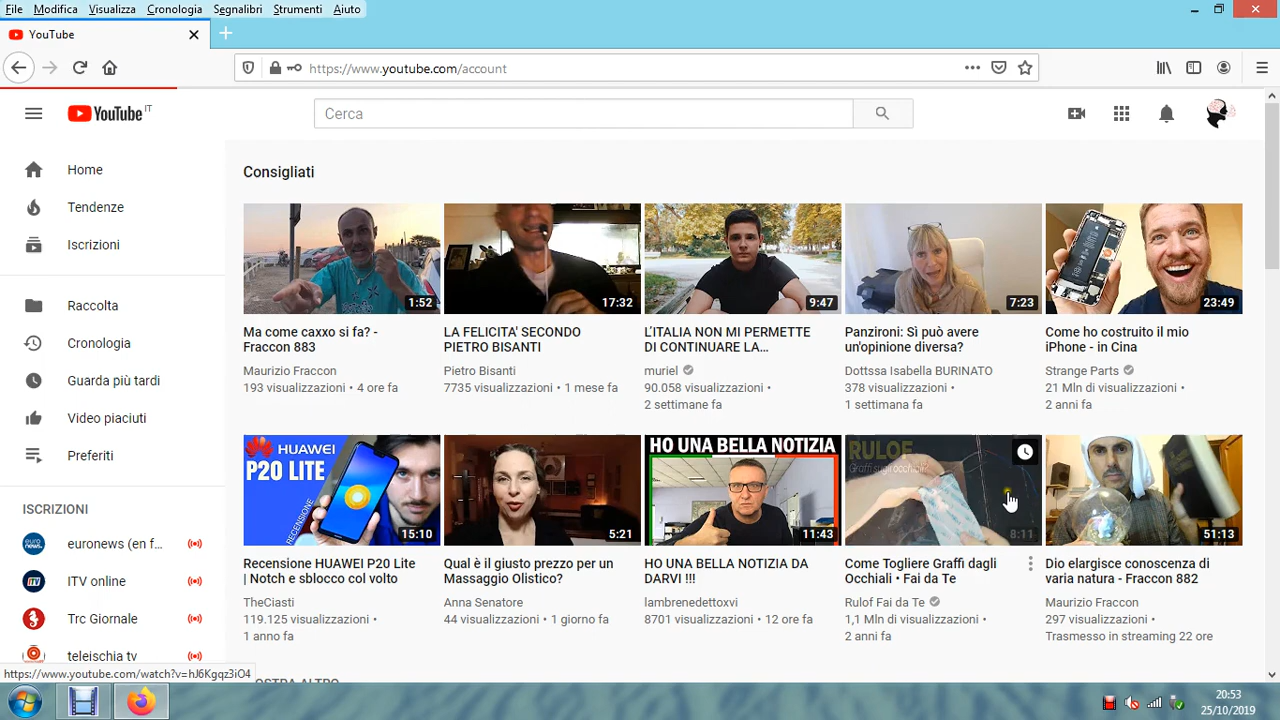 File Modifica Visualizza Cronologia Segnalibri Strumenti Aiuto
YouTube
https://www.youtube.com/account
YouTube IT
Cerca
Home
Tendenze
Iscrizioni
Raccolta
Cronologia
Guarda più tardi
Video piaciuti
Preferiti
ISCRIZIONI
euronews (en f...
ITV online
Trc Giornale
teleischia tv
Consigliati
1:52
17:32
9:47
7:23
23:49
Ma come caxxo si fa? -
Fraccon 883
Maurizio Fraccon
193 visualizzazioni • 4 ore fa
LA FELICITA' SECONDO
PIETRO BISANTI
Pietro Bisanti
7735 visualizzazioni • 1 mese fa
L'ITALIA NON MI PERMETTE
DI CONTINUARE LA...
muriel
90.058 visualizzazioni •
2 settimane fa
Panzironi: Sì può avere
un'opinione diversa?
Dottssa Isabella BURINATO
378 visualizzazioni •
1 settimana fa
Come ho costruito il mio
iPhone - in Cina
Strange Parts
21 Mln di visualizzazioni •
2 anni fa
HUAWEI
P20 LITE
RECENSIONE
15:10
5:21
HO UNA BELLA NOTIZIA
11:43
RULOF
Graffi sugli occhiali?
8:11
51:13
Recensione HUAWEI P20 Lite
| Notch e sblocco col volto
TheCiasti
119.125 visualizzazioni •
1 anno fa
Qual è il giusto prezzo per un
Massaggio Olistico?
Anna Senatore
44 visualizzazioni • 1 giorno fa
HO UNA BELLA NOTIZIA DA
DARVI !!!
lambrenedettoxvi
8701 visualizzazioni • 12 ore fa
Come Togliere Graffi dagli
Occhiali • Fai da Te
Rulof Fai da Te
1,1 Mln di visualizzazioni •
2 anni fa
Dio elargisce conoscenza di
varia natura - Fraccon 882
Maurizio Fraccon
297 visualizzazioni •
Trasmesso in streaming 22 ore
MOSTRA ALTRO
https://www.youtube.com/watch?v=hJ6Kgqz3iO4
20:53
25/10/2019